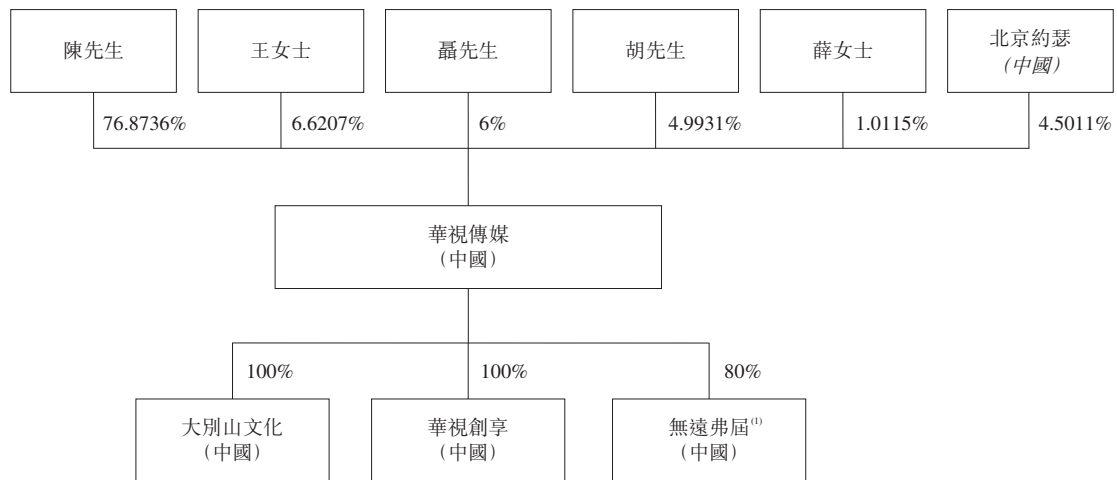 陳先生
王女士
聶先生
胡先生
薛女士
北京約瑟
(中國)
76.8736%
6.6207%
6%
4.9931%
1.0115%
4.5011%
華視傳媒
(中國)
100%
100%
80%
大別山文化
(中國)
華視創享
(中國)
無遠弗屆(1)
(中國)